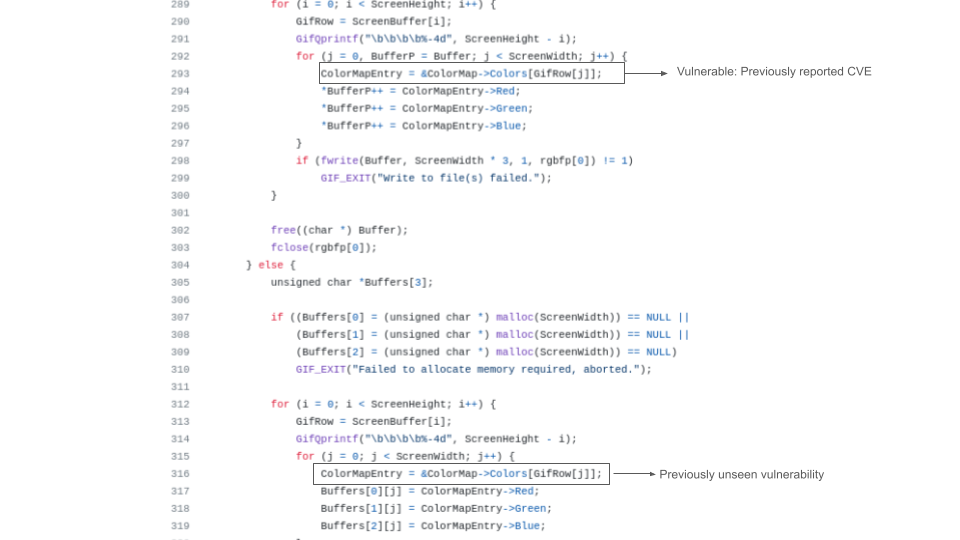 289 for (i = 0; i < ScreenHeight; i++) {
290 GifRow = ScreenBuffer[i];
291 GifQprintf("\b\b\b\b%-4d", ScreenHeight - i);
292 for (j = 0, BufferP = Buffer; j < ScreenWidth; j++) {
293 ColorMapEntry = &ColorMap->Colors[GifRow[j]]; Vulnerable: Previously reported CVE
294 *BufferP++ = ColorMapEntry->Red;
295 *BufferP++ = ColorMapEntry->Green;
296 *BufferP++ = ColorMapEntry->Blue;
297 }
298 if (fwrite(Buffer, ScreenWidth * 3, 1, rgbfp[0]) != 1)
299 GIF_EXIT("Write to file(s) failed.");
300 }
301
302 free((char *) Buffer);
303 fclose(rgbfp[0]);
304 } else {
305 unsigned char *Buffers[3];
306
307 if ((Buffers[0] = (unsigned char *) malloc(ScreenWidth)) == NULL ||
308 (Buffers[1] = (unsigned char *) malloc(ScreenWidth)) == NULL ||
309 (Buffers[2] = (unsigned char *) malloc(ScreenWidth)) == NULL)
310 GIF_EXIT("Failed to allocate memory required, aborted.");
311
312 for (i = 0; i < ScreenHeight; i++) {
313 GifRow = ScreenBuffer[i];
314 GifQprintf("\b\b\b\b%-4d", ScreenHeight - i);
315 for (j = 0; j < ScreenWidth; j++) {
316 ColorMapEntry = &ColorMap->Colors[GifRow[j]]; Previously unseen vulnerability
317 Buffers[0][j] = ColorMapEntry->Red;
318 Buffers[1][j] = ColorMapEntry->Green;
319 Buffers[2][j] = ColorMapEntry->Blue;